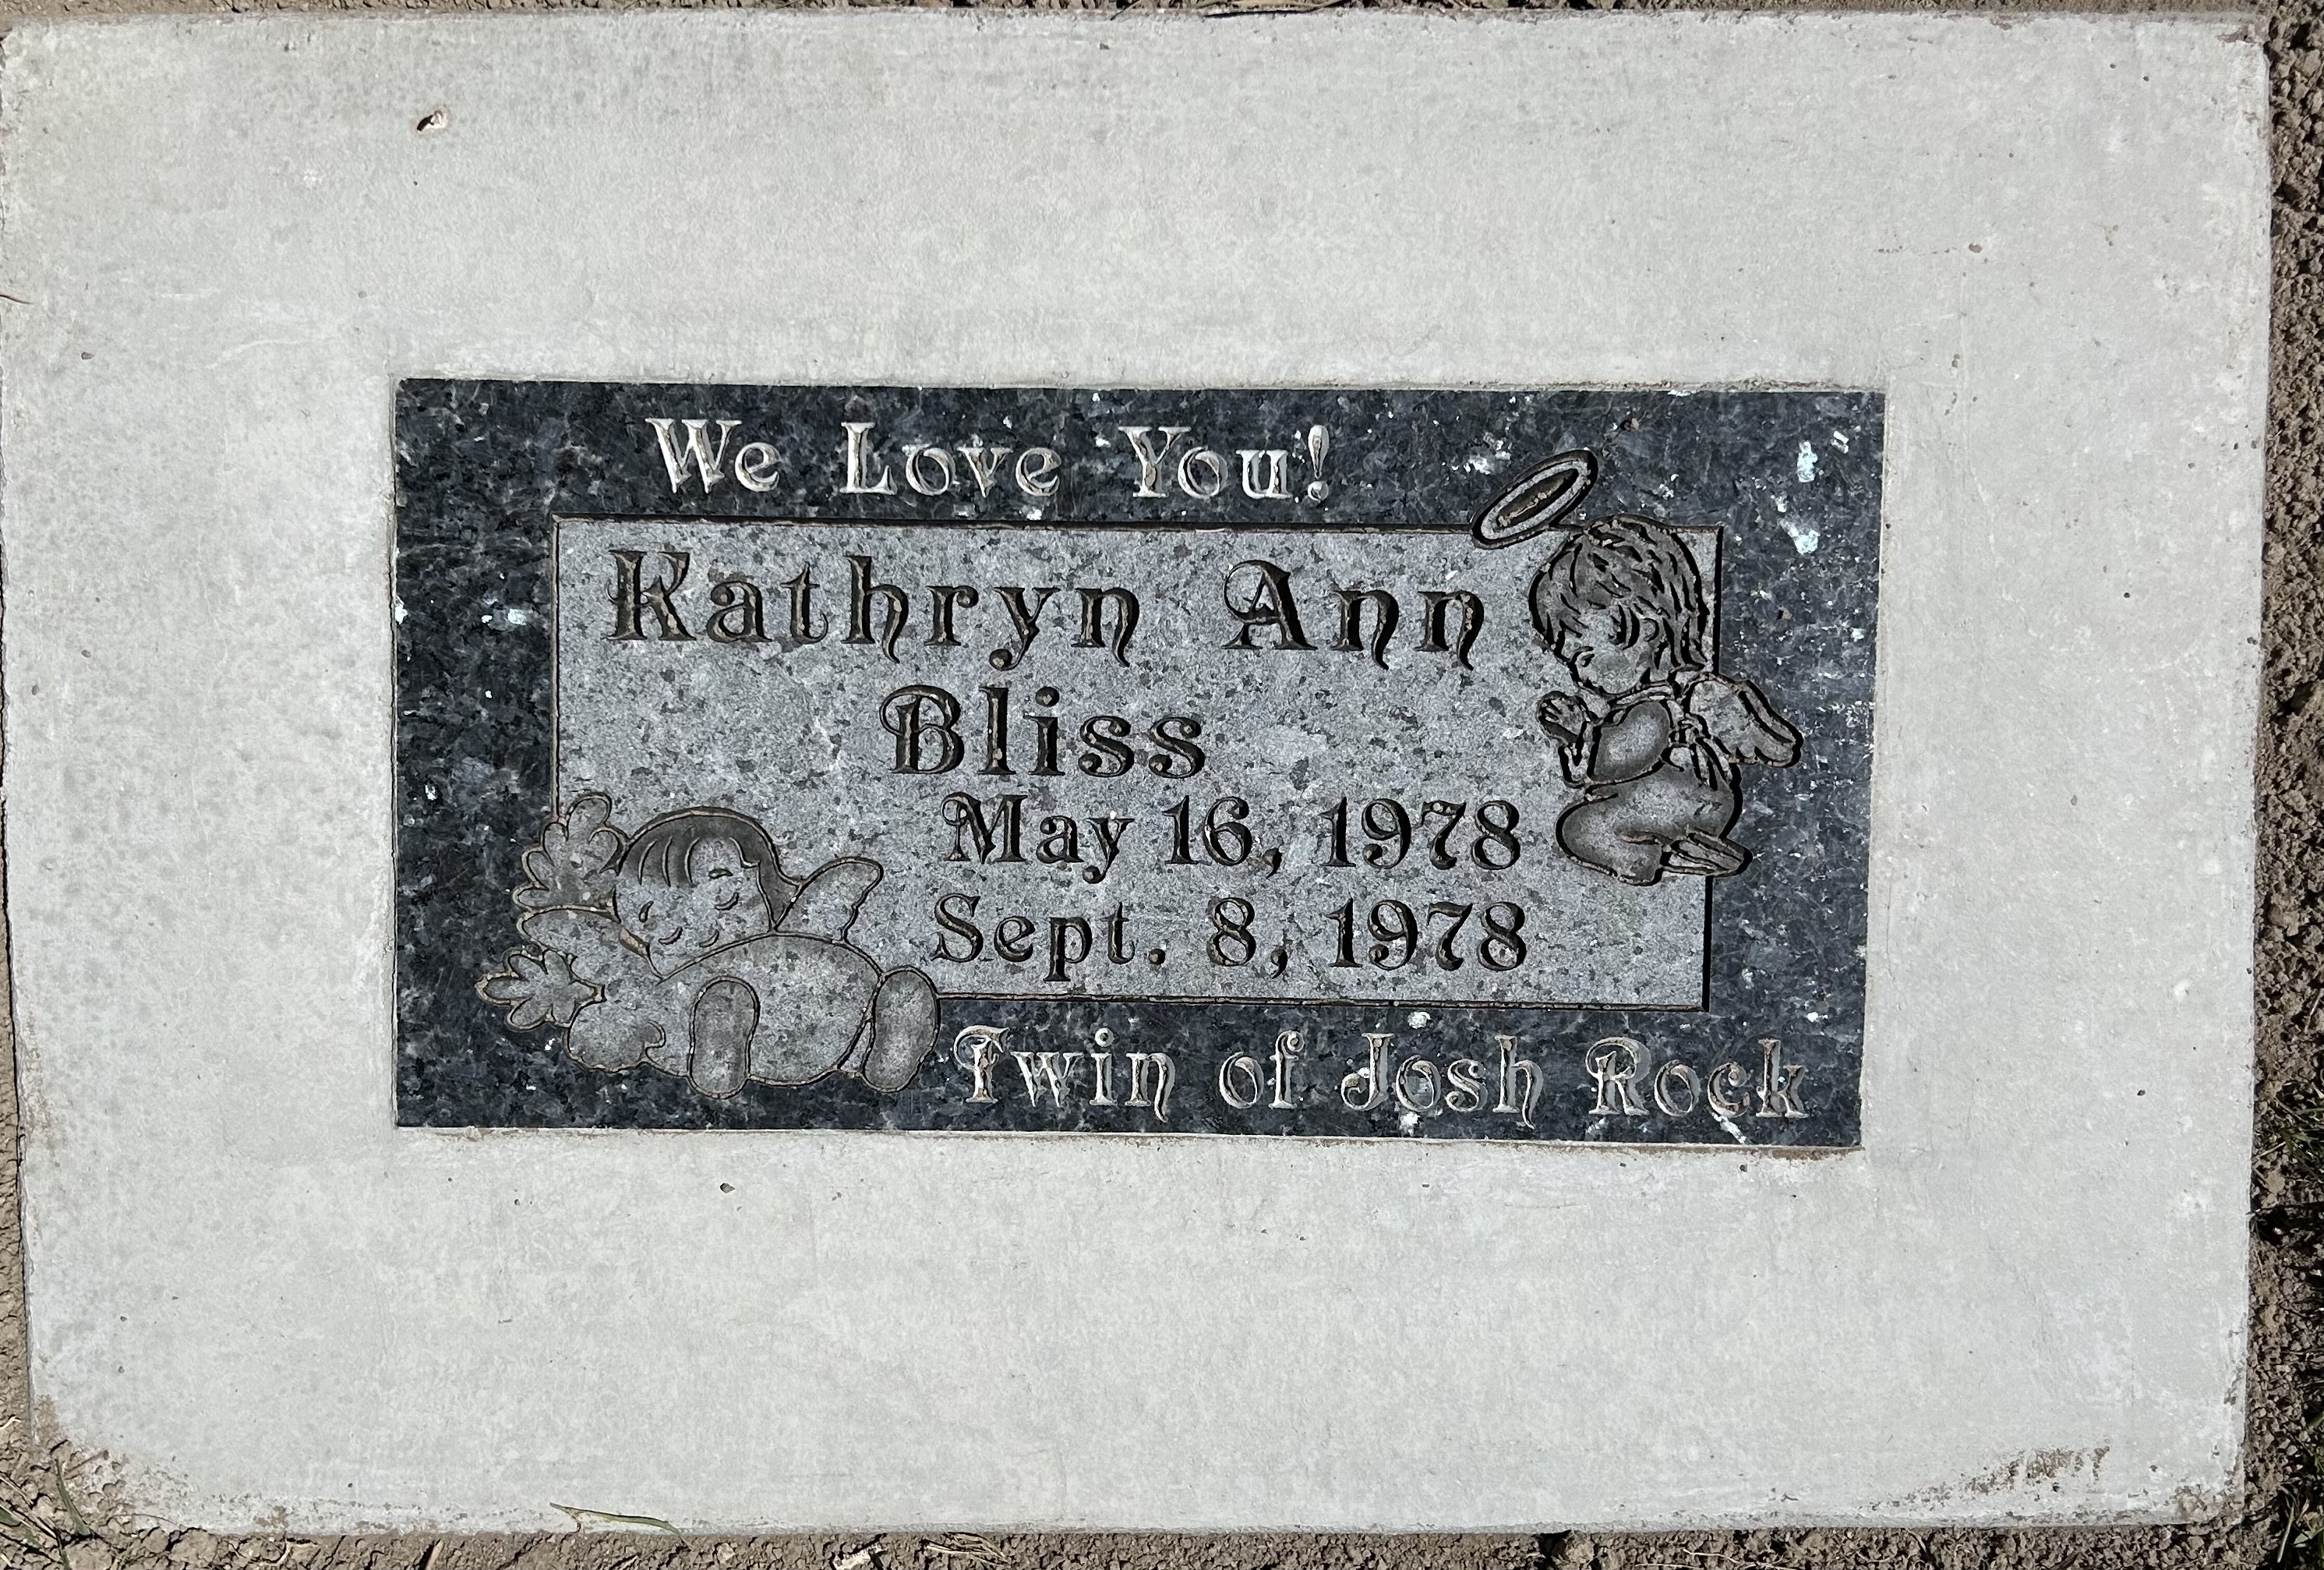 We Love You!
Kathryn Ann
Bliss
May 16, 1978
Sept. 8, 1978
Twin of Josh Rock